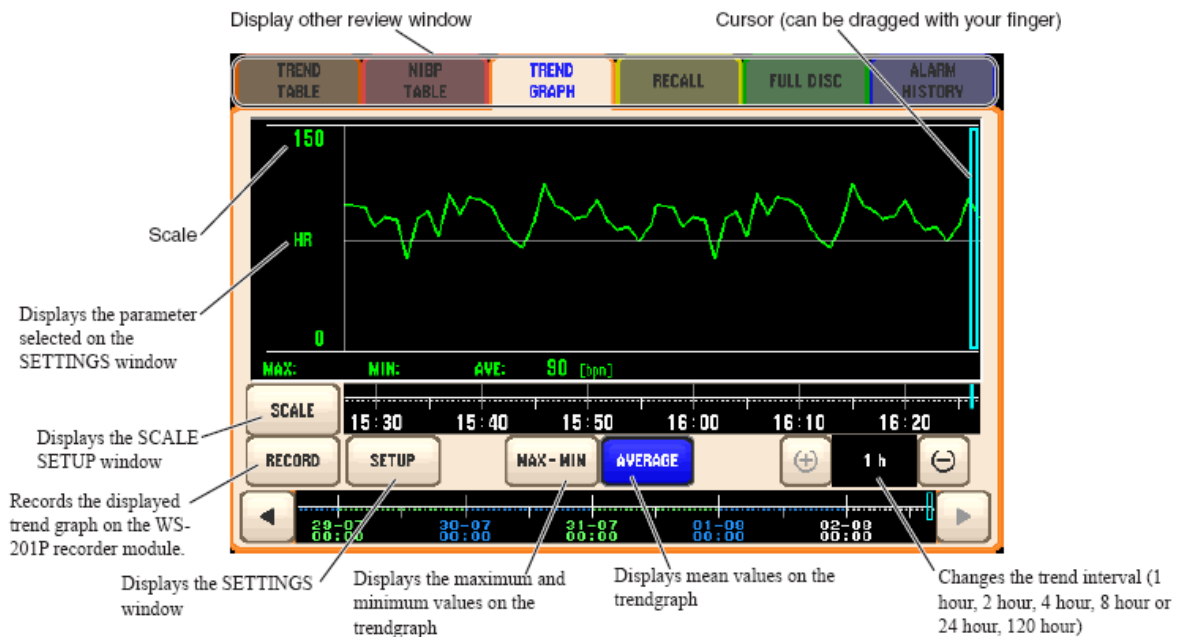 Display other review window
Cursor (can be dragged with your finger)
TREND
TABLE
NIBP
TABLE
TREND
GRAPH
RECALL
FULL DISC
ALARM
HISTORY
150
Scale
HR
Displays the parameter
selected on the
SETTINGS window
0
MAX: MIN: AVE: 90 [bpm]
SCALE
15:30 15:40 15:50 16:00 16:10 16:20
Displays the SCALE
SETUP window
RECORD SETUP MAX-MIN AVERAGE (+) 1 h (-)
Records the displayed
trend graph on the WS-
201P recorder module.
29-07 30-07 31-07 01-08 02-08
00:00 00:00 00:00 00:00 00:00
Displays the SETTINGS
window
Displays the maximum and
minimum values on the
trendgraph
Displays mean values on the
trendgraph
Changes the trend interval (1
hour, 2 hour, 4 hour, 8 hour or
24 hour, 120 hour)